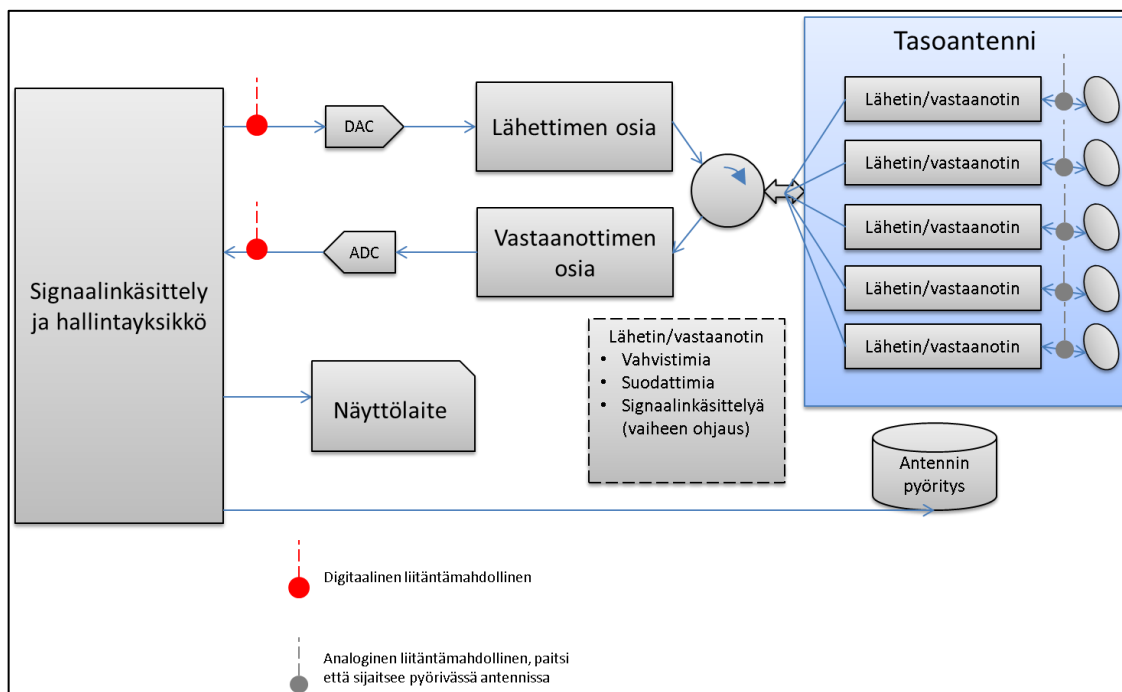 Tasoantenni
Lähetin/vastaanotin
Lähetin/vastaanotin
Lähetin/vastaanotin
Lähetin/vastaanotin
Lähetin/vastaanotin
DAC
Lähettimen osia
ADC
Vastaanottimen
osia
Signaalinkäsittely
ja hallintayksikkö
Näyttölaite
Lähetin/vastaanotin
• Vahvistimia
• Suodattimia
• Signaalinkäsittelyä
(vaiheen ohjaus)
Antennin
pyöritys
Digitaalinen liitäntämahdollinen
Analoginen liitäntämahdollinen, paitsi
että sijaitsee pyörivässä antennissa